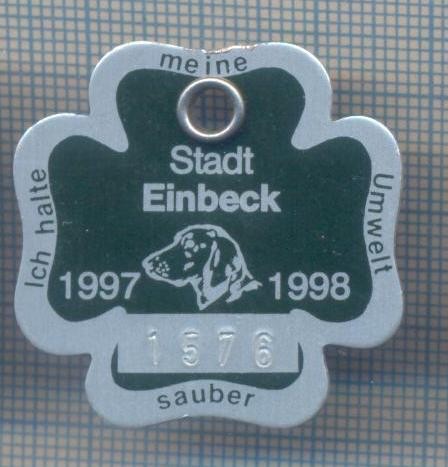 Ich halte
meine
Umwelt
sauber
Stadt
Einbeck
1997 1998
1576